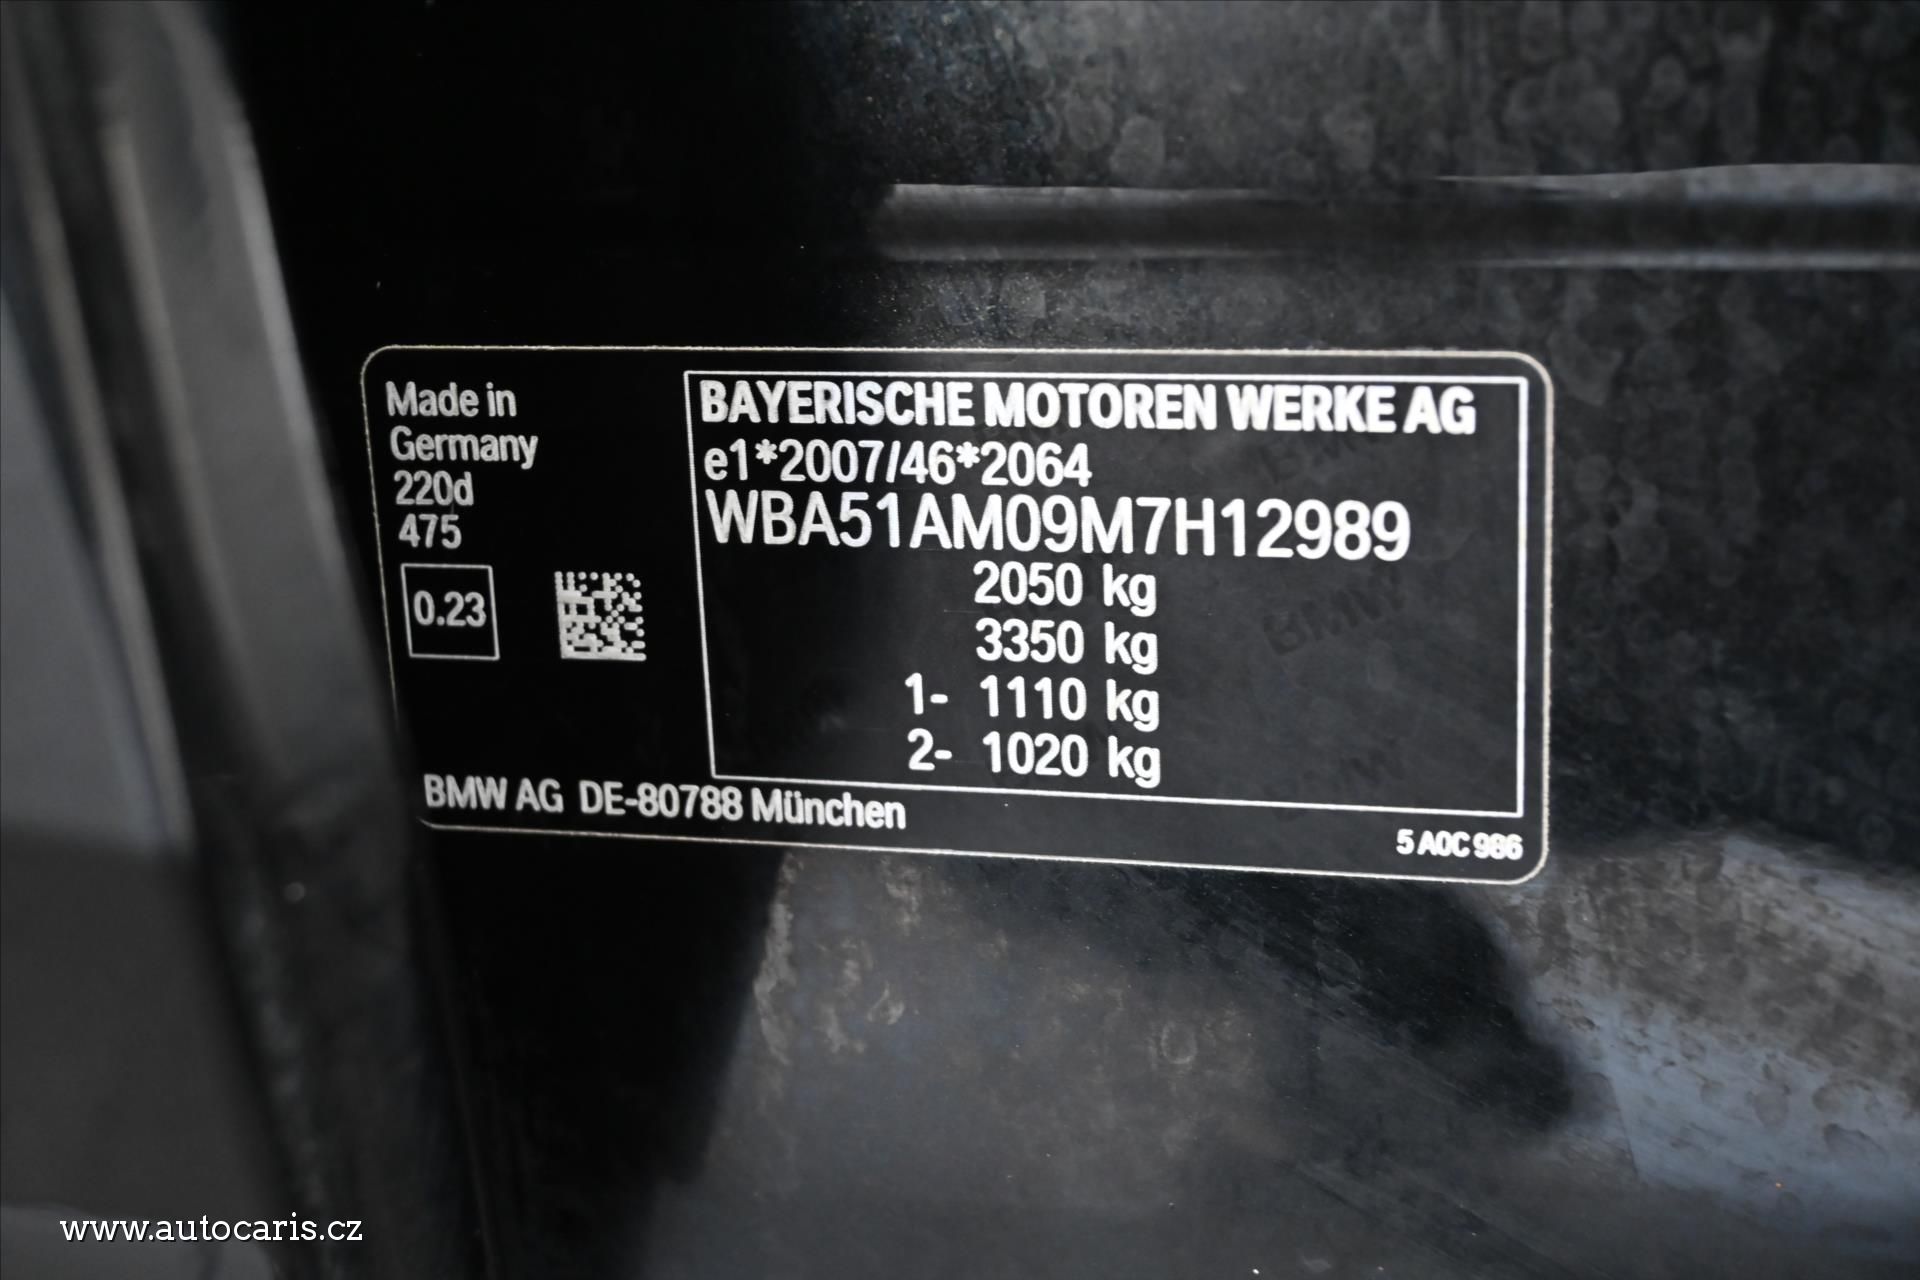 Made in
Germany
220d
475
0.23
BAYERISCHE MOTOREN WERKE AG
e1*2007/46*2064
WBA51AM09M7H12989
2050 kg
3350 kg
1- 1110 kg
2- 1020 kg
BMW AG DE-80788 München
5 A0C 986
www.autocaris.cz